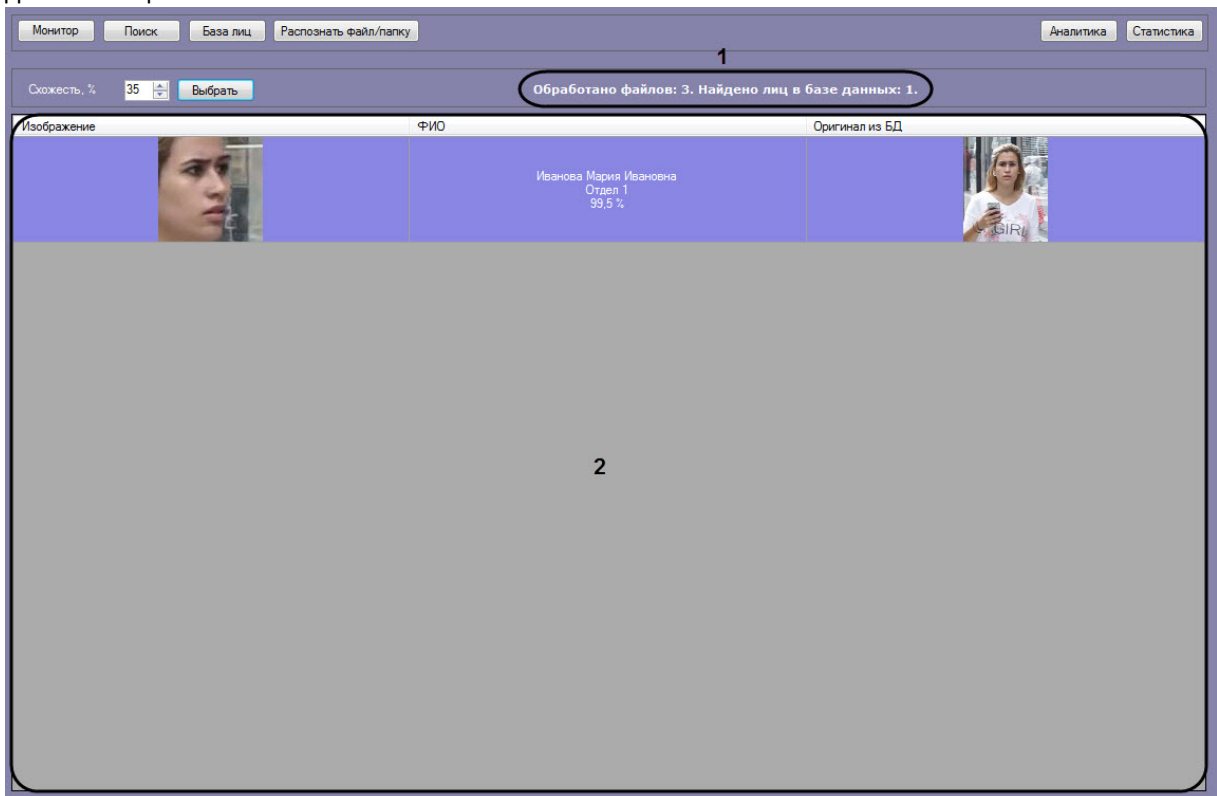 Монитор Поиск База лиц Распознать файл/папку Аналитика Статистика
1
Схожесть, % 35 Выбрать Обработано файлов: 3. Найдено лиц в базе данных: 1.
Изображение ФИО Оригинал из БД
Иванова Мария Ивановна
Отдел 1
99,5 %
GIRL
2